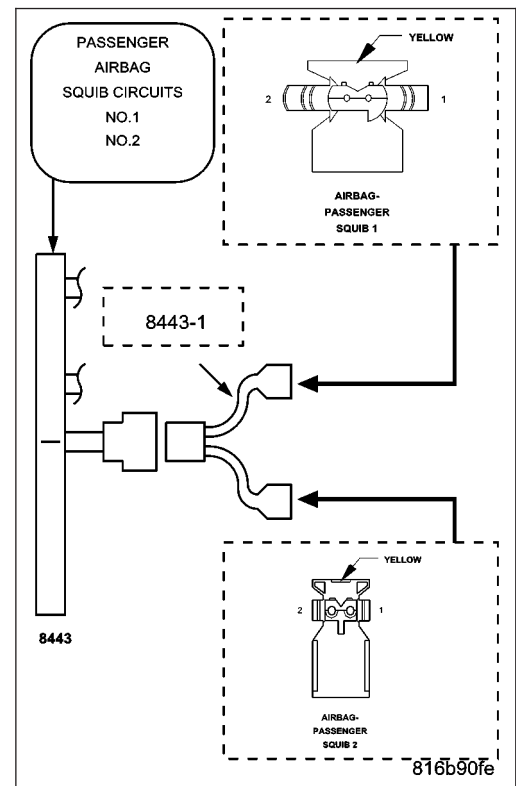 PASSENGER
AIRBAG
SQUIB CIRCUITS
NO.1
NO.2
YELLOW
2
1
AIRBAG-
PASSENGER
SQUIB 1
8443-1
8443
YELLOW
2
1
AIRBAG-
PASSENGER
SQUIB 2
816b90fe